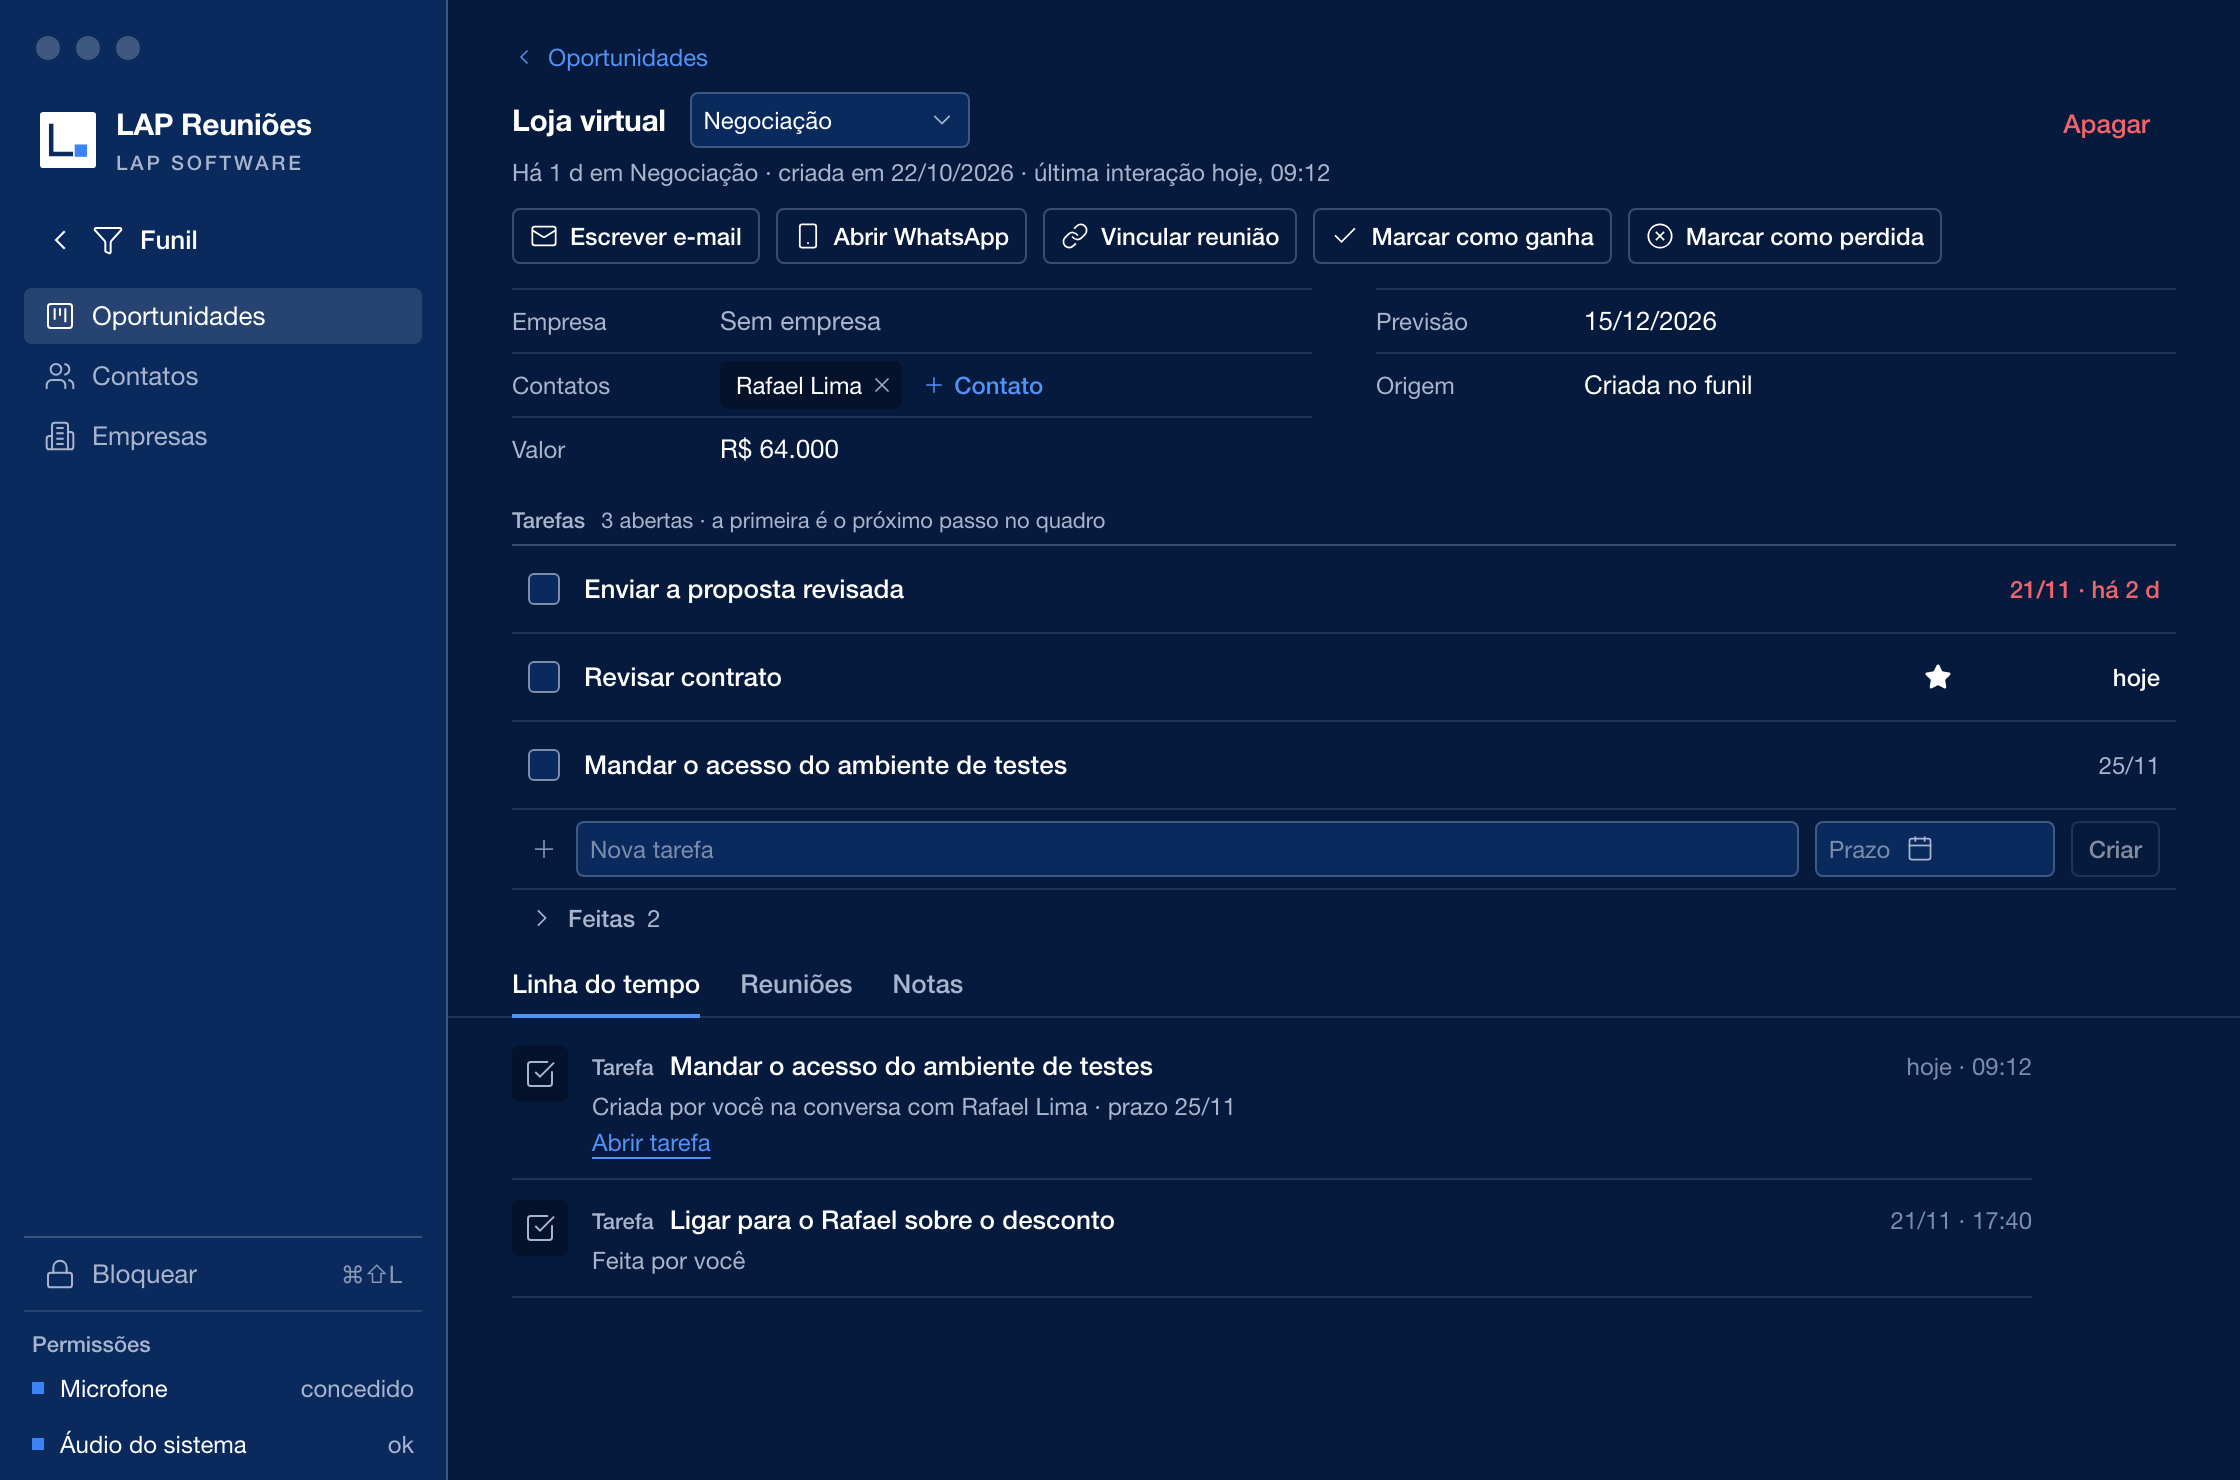 LAP Reuniões
LAP SOFTWARE
Funil
Oportunidades
Contatos
Empresas
Bloquear ⌘⇧L
Permissões
Microfone concedido
Áudio do sistema ok
Oportunidades
Loja virtual Negociação Apagar
Há 1 d em Negociação · criada em 22/10/2026 · última interação hoje, 09:12
Escrever e-mail Abrir WhatsApp Vincular reunião Marcar como ganha Marcar como perdida
Empresa Sem empresa
Contatos Rafael Lima + Contato
Valor R$ 64.000
Previsão 15/12/2026
Origem Criada no funil
Tarefas 3 abertas · a primeira é o próximo passo no quadro
Enviar a proposta revisada 21/11 · há 2 d
Revisar contrato hoje
Mandar o acesso do ambiente de testes 25/11
Nova tarefa Prazo Criar
Feitas 2
Linha do tempo Reuniões Notas
Tarefa Mandar o acesso do ambiente de testes hoje · 09:12
Criada por você na conversa com Rafael Lima · prazo 25/11
Abrir tarefa
Tarefa Ligar para o Rafael sobre o desconto 21/11 · 17:40
Feita por você